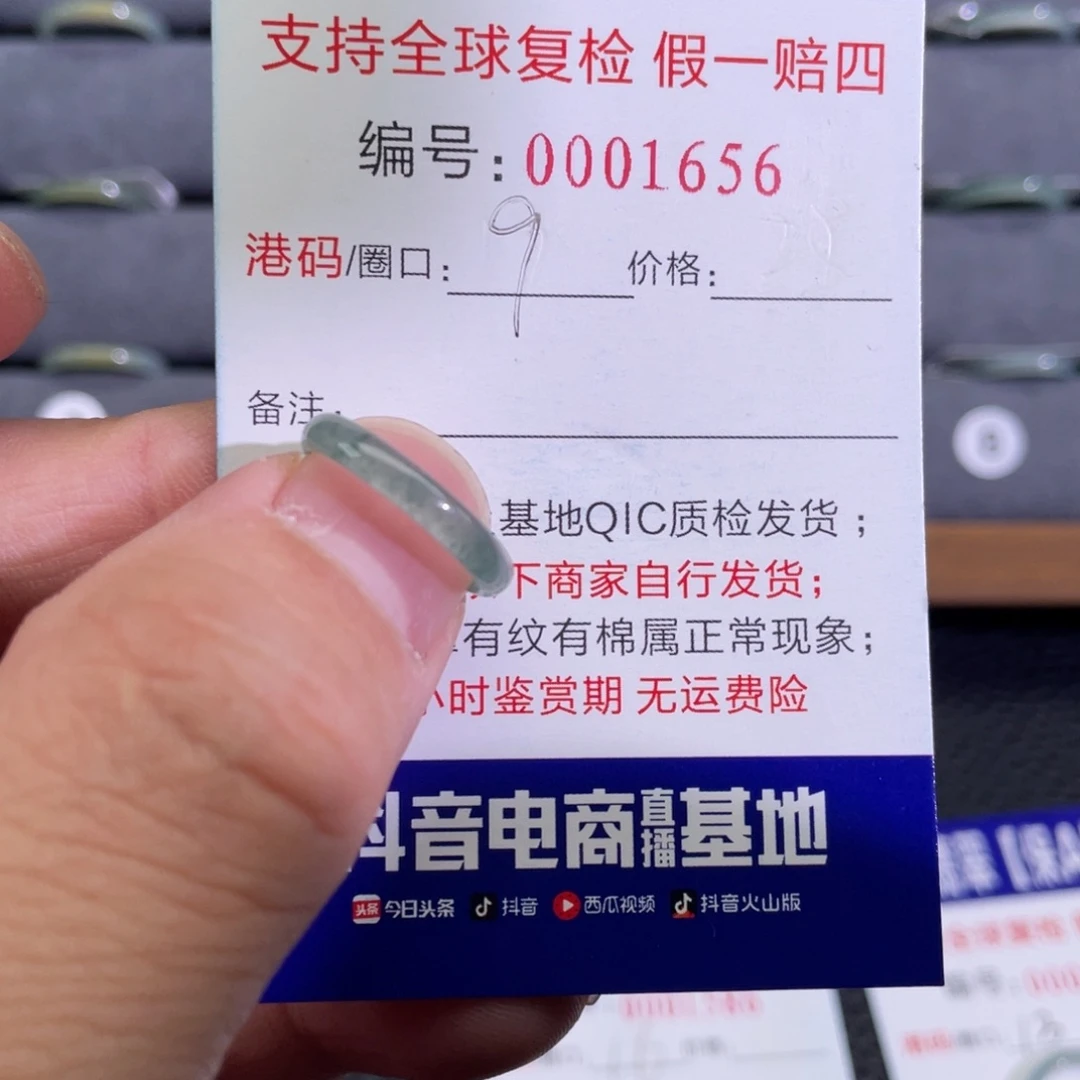 支持全球复检 假一赔四
编号：0001656
港码/圈口：9 价格：
备注：
基地QIC质检发货；
下商家自行发货；
有纹有棉属正常现象；
小时鉴赏期 无运费险
抖音电商直播基地
头条 今日头条 抖音 西瓜视频 抖音火山版